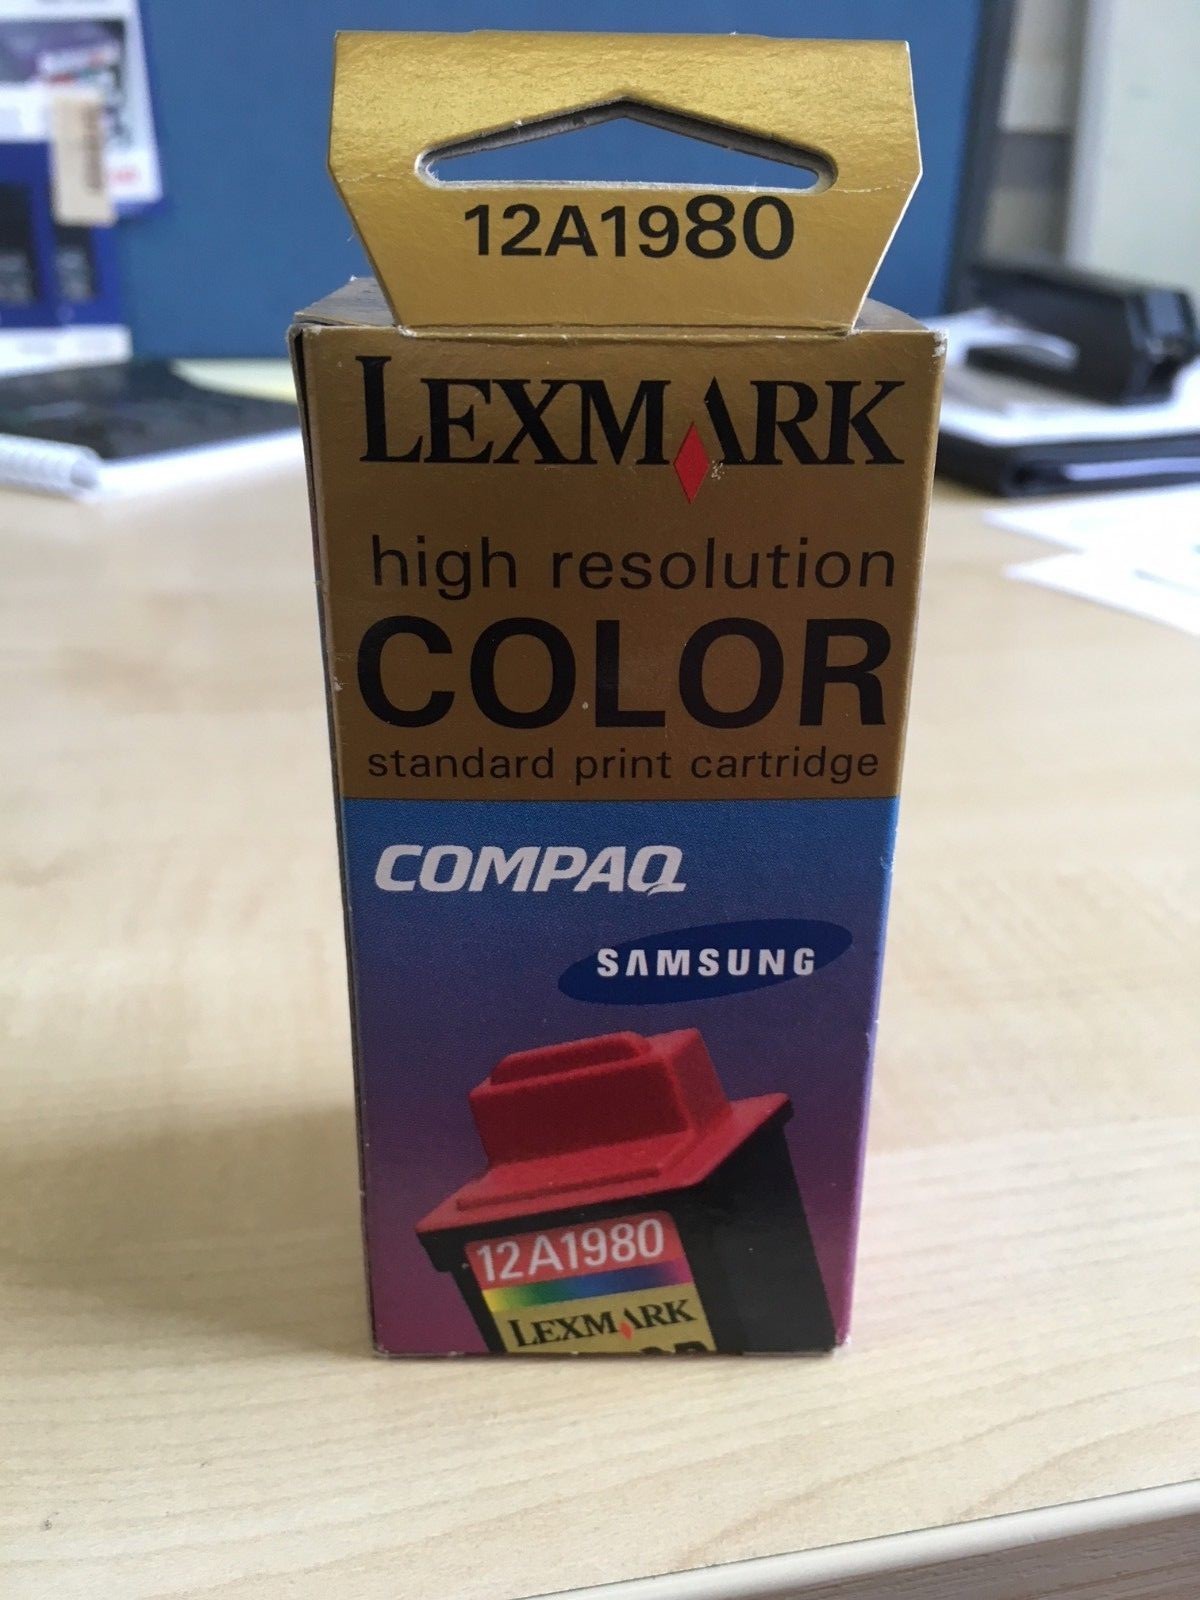 12A1980
LEXMARK
high resolution
COLOR
standard print cartridge
COMPAQ
SAMSUNG
12A1980
LEXMARK